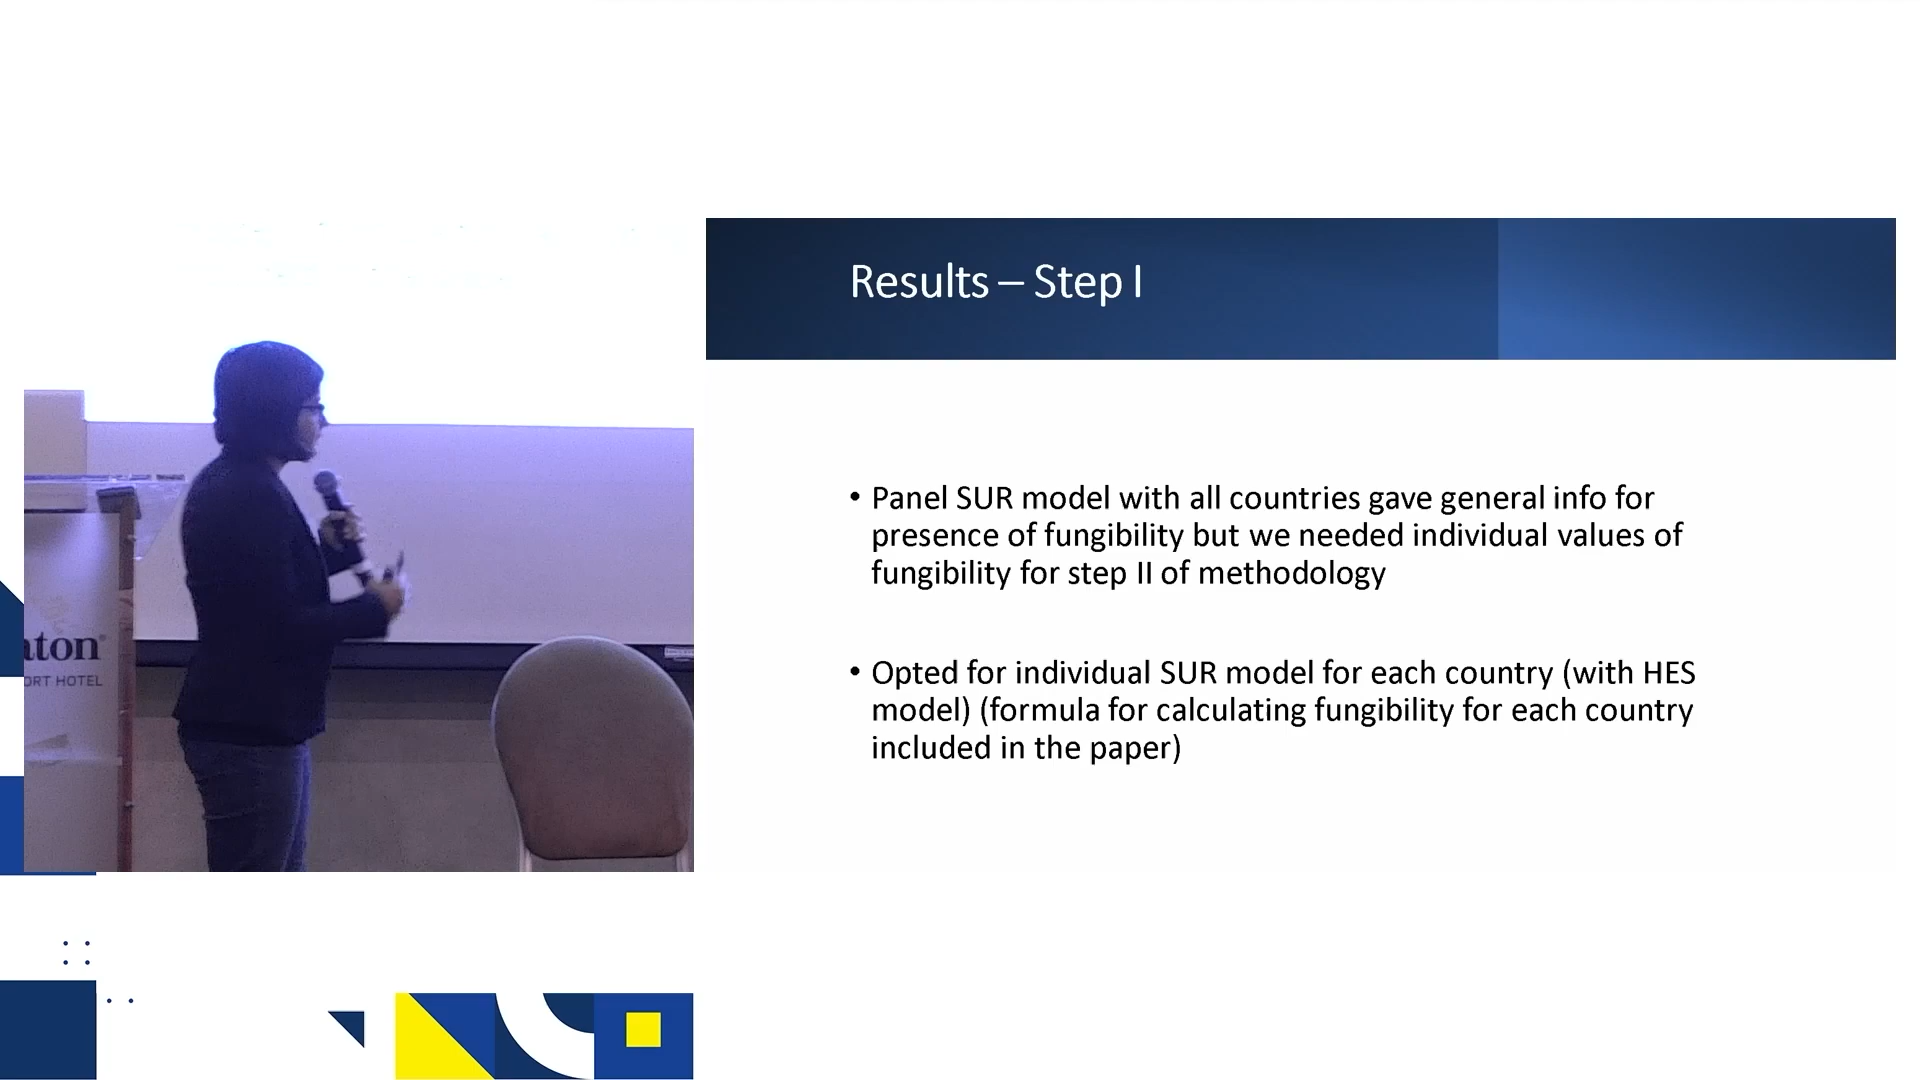 Results – Step I
• Panel SUR model with all countries gave general info for
presence of fungibility but we needed individual values of
fungibility for step II of methodology
• Opted for individual SUR model for each country (with HES
model) (formula for calculating fungibility for each country
included in the paper)
aton
ORT HOTEL